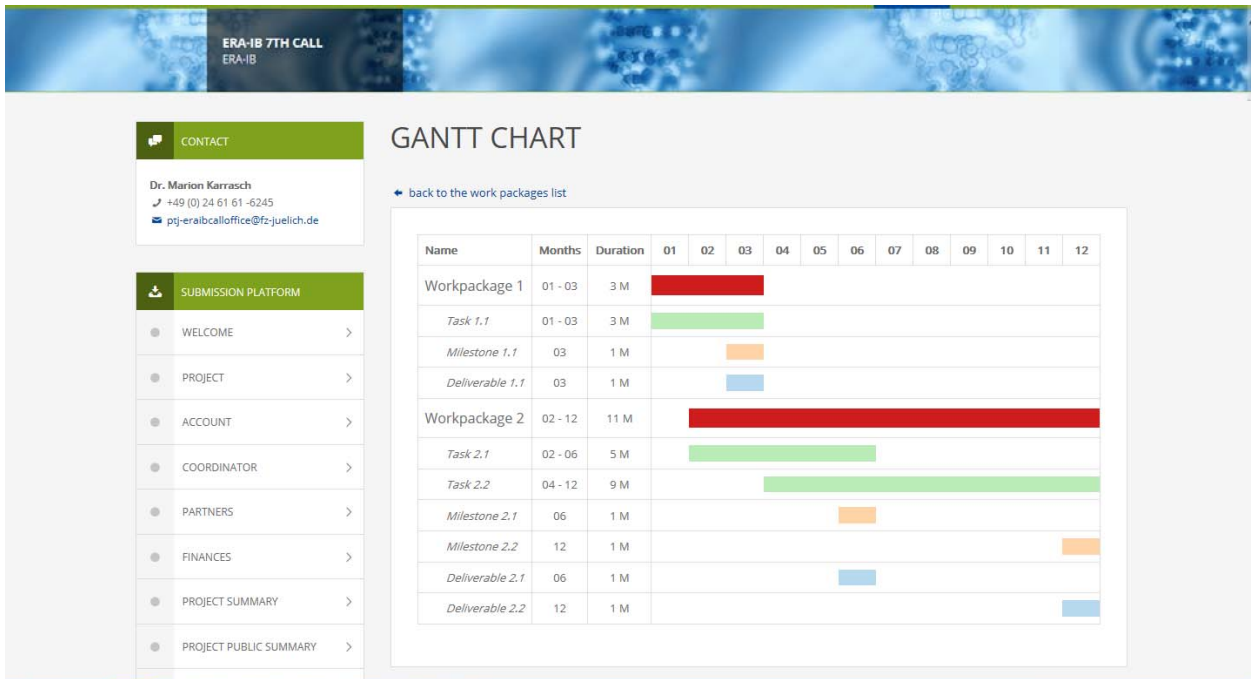 ERA-IB 7TH CALL
ERA-IB
CONTACT
Dr. Marion Karrasch
+49 (0) 24 61 61 -6245
ptj-eraibcalloffice@fz-juelich.de
SUBMISSION PLATFORM
WELCOME
PROJECT
ACCOUNT
COORDINATOR
PARTNERS
FINANCES
PROJECT SUMMARY
PROJECT PUBLIC SUMMARY
GANTT CHART
back to the work packages list
Name Months Duration 01 02 03 04 05 06 07 08 09 10 11 12
Workpackage 1 01 - 03 3 M
Task 1.1 01 - 03 3 M
Milestone 1.1 03 1 M
Deliverable 1.1 03 1 M
Workpackage 2 02 - 12 11 M
Task 2.1 02 - 06 5 M
Task 2.2 04 - 12 9 M
Milestone 2.1 06 1 M
Milestone 2.2 12 1 M
Deliverable 2.1 06 1 M
Deliverable 2.2 12 1 M